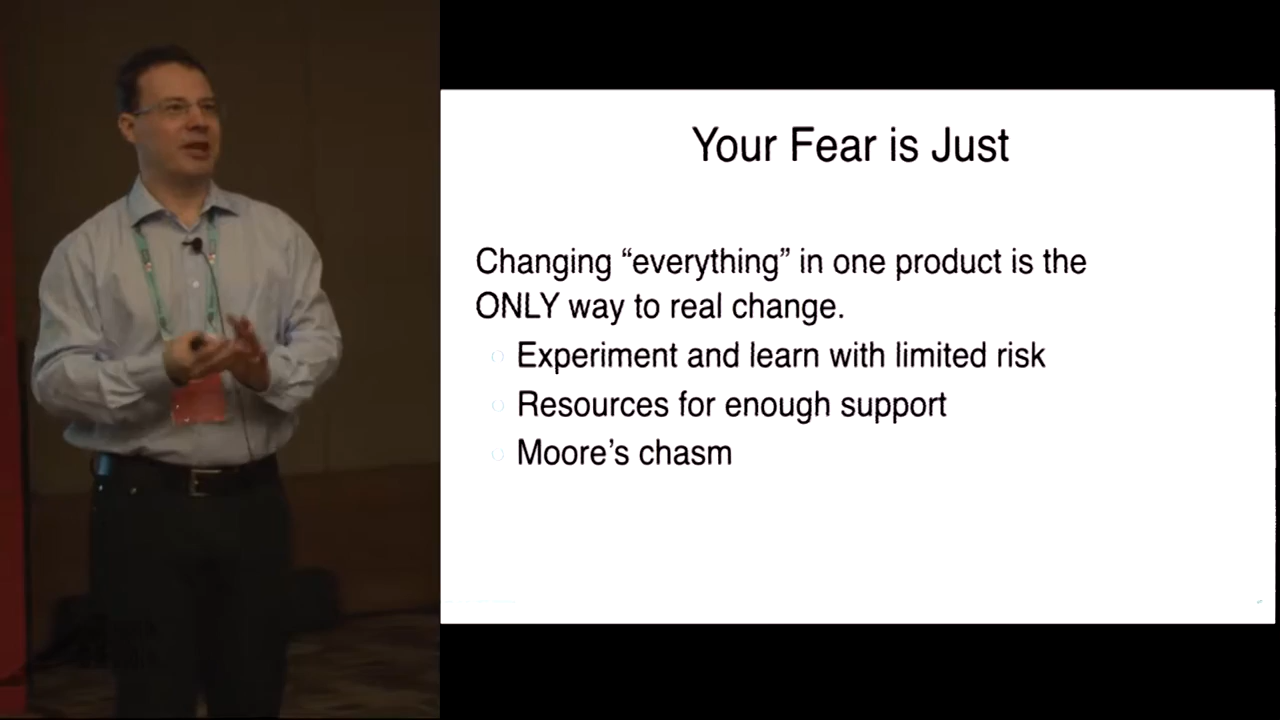 Your Fear is Just
Changing “everything” in one product is the
ONLY way to real change.
Experiment and learn with limited risk
Resources for enough support
Moore’s chasm